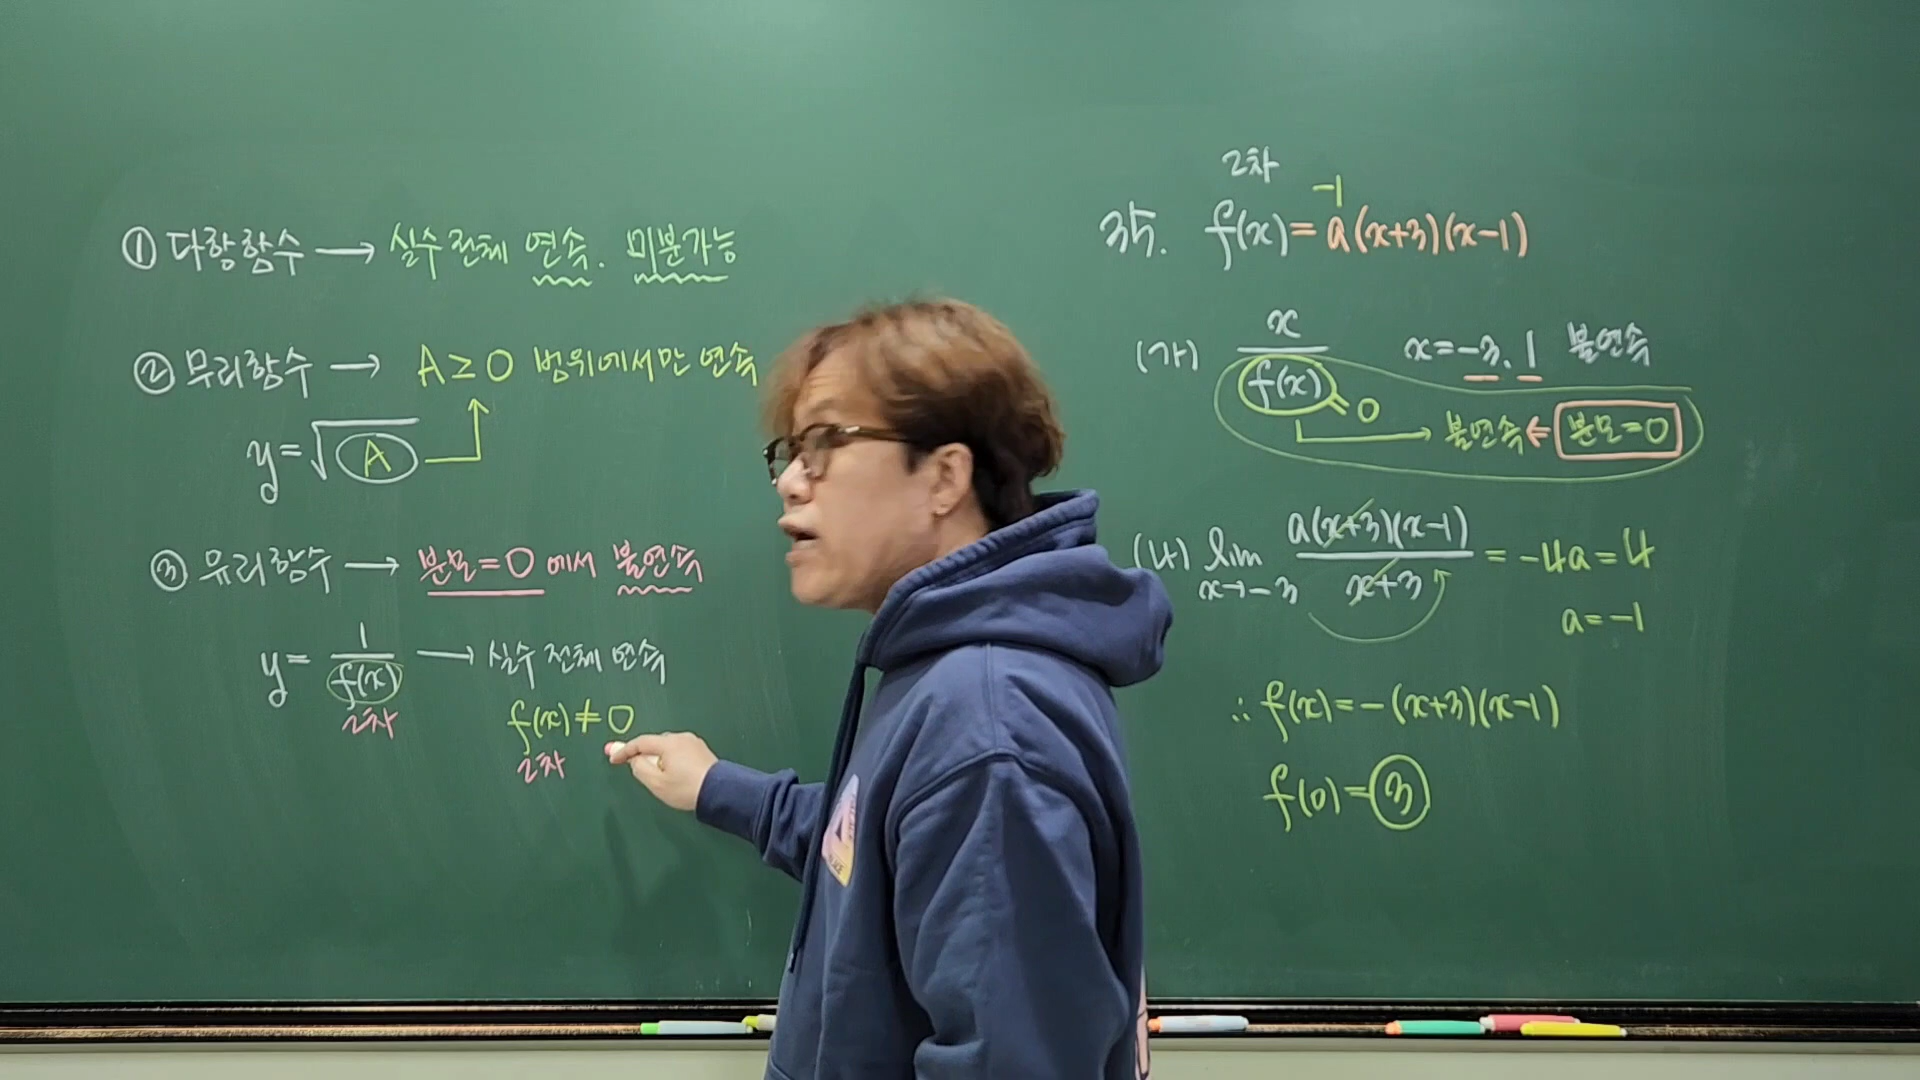 ① 다항함수 → 실수 전체 연속. 미분가능
② 무리함수 → A ≥ 0 범위에서만 연속
y = √A
③ 유리함수 → 분모 = 0 에서 불연속
y = 1/f(x) → 실수 전체 연속
2차
f(x) ≠ 0
2차
2차
-1
35. f(x) = a(x+3)(x-1)
(가) x/f(x) x = -3, 1 불연속
= 0
불연속 ⇐ 분모 = 0
(나) lim x→-3 a(x+3)(x-1)/x+3 = -4a = 4
a = -1
∴ f(x) = -(x+3)(x-1)
f(0) = 3